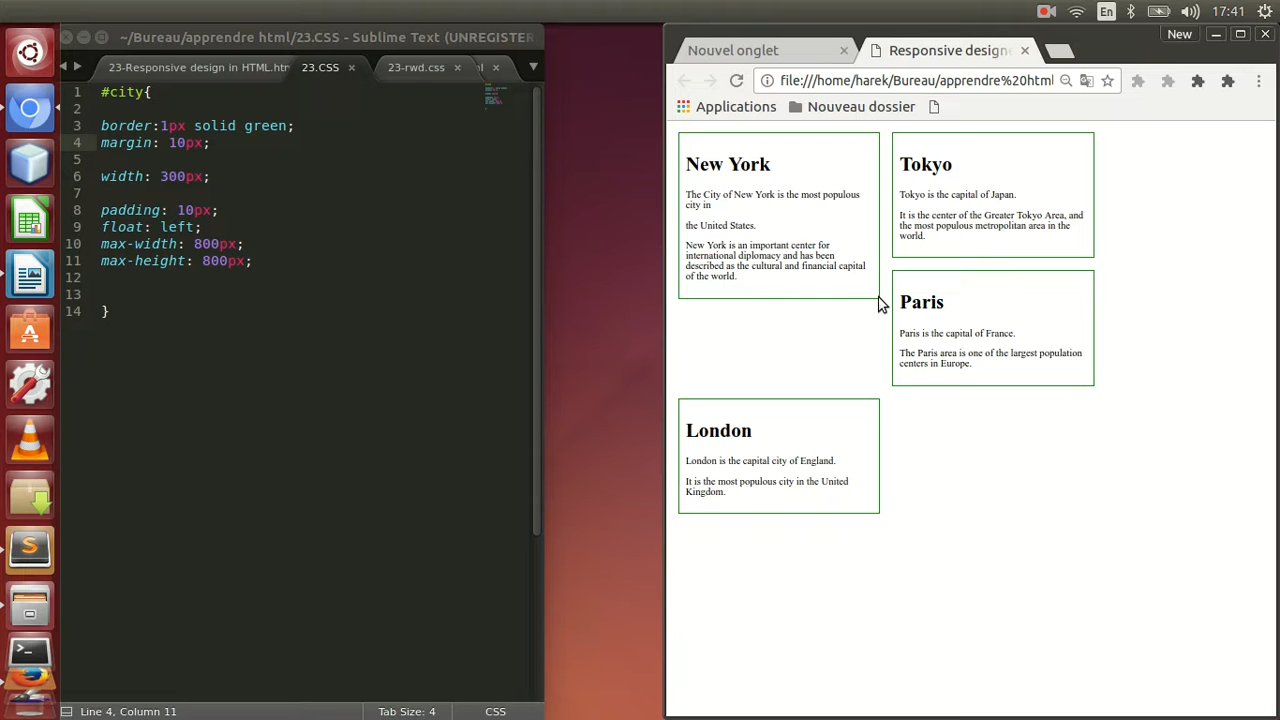 En
17:41
~/Bureau/apprendre html/23.CSS - Sublime Text (UNREGISTER
23-Responsive design in HTML.htm
23.CSS
23-rwd.css
1 #city{
2
3 border:1px solid green;
4 margin: 10px;
5
6 width: 300px;
7
8 padding: 10px;
9 float: left;
10 max-width: 800px;
11 max-height: 800px;
12
13
14 }
Line 4, Column 11
Tab Size: 4
CSS
New
Nouvel onglet
Responsive design
file:///home/harek/Bureau/apprendre%20html
Applications
Nouveau dossier
New York
The City of New York is the most populous
city in
the United States.
New York is an important center for
international diplomacy and has been
described as the cultural and financial capital
of the world.
Tokyo
Tokyo is the capital of Japan.
It is the center of the Greater Tokyo Area, and
the most populous metropolitan area in the
world.
Paris
Paris is the capital of France.
The Paris area is one of the largest population
centers in Europe.
London
London is the capital city of England.
It is the most populous city in the United
Kingdom.